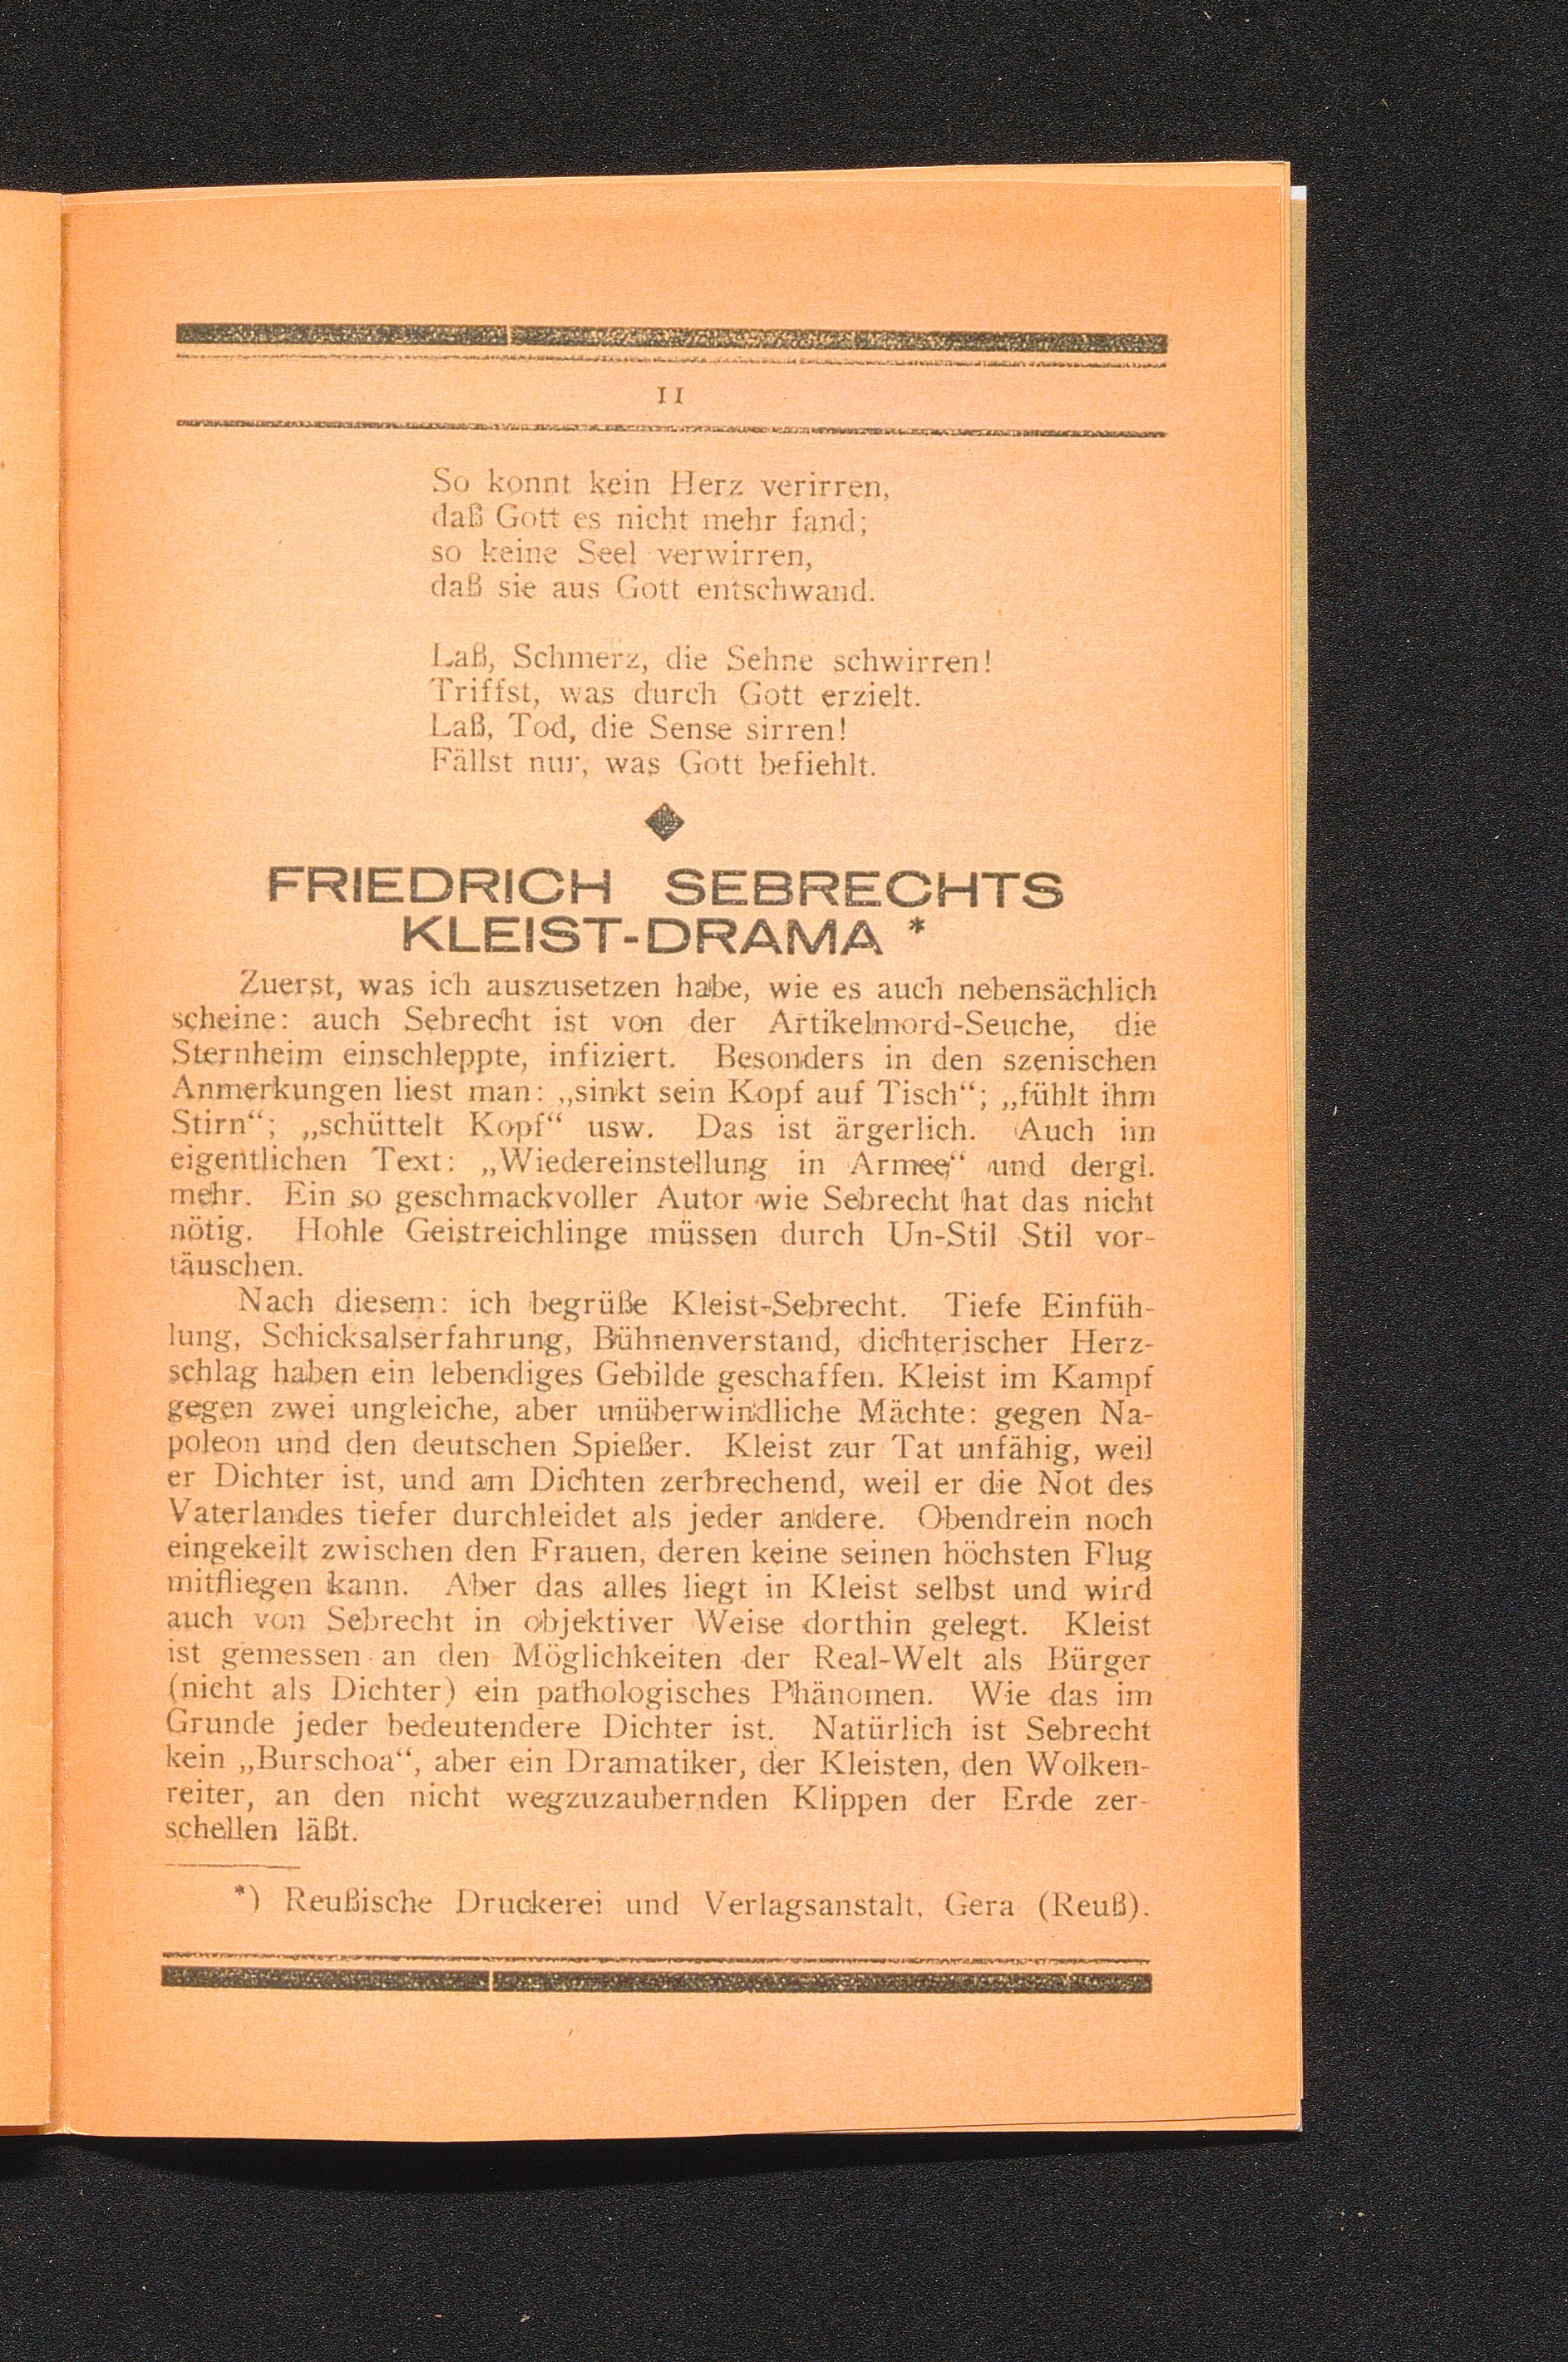 11
So konnt kein Herz verirren,
daß Gott es nicht mehr fand;
so keine Seel verwirren,
daß sie aus Gott entschwand.
Laß, Schmerz, die Sehne schwirren!
Triffst, was durch Gott erzielt.
Laß, Tod, die Sense sirren!
Fällst nur, was Gott befiehlt.
FRIEDRICH SEBRECHTS
KLEIST-DRAMA *
Zuerst, was ich auszusetzen habe, wie es auch nebensächlich
scheine: auch Sebrecht ist von der Artikelmord-Seuche, die
Sternheim einschleppte, infiziert. Besonders in den szenischen
Anmerkungen liest man: „sinkt sein Kopf auf Tisch“; „fühlt ihm
Stirn“; „schüttelt Kopf“ usw. Das ist ärgerlich. Auch im
eigentlichen Text: „Wiedereinstellung in Armee“ und dergl.
mehr. Ein so geschmackvoller Autor wie Sebrecht hat das nicht
nötig. Hohle Geistreichlinge müssen durch Un-Stil Stil vor-
täuschen.
Nach diesem: ich begrüße Kleist-Sebrecht. Tiefe Einfüh-
lung, Schicksalserfahrung, Bühnenverstand, dichterischer Herz-
schlag haben ein lebendiges Gebilde geschaffen. Kleist im Kampf
gegen zwei ungleiche, aber unüberwindliche Mächte: gegen Na-
poleon und den deutschen Spießer. Kleist zur Tat unfähig, weil
er Dichter ist, und am Dichten zerbrechend, weil er die Not des
Vaterlandes tiefer durchleidet als jeder andere. Obendrein noch
eingekeilt zwischen den Frauen, deren keine seinen höchsten Flug
mitfliegen kann. Aber das alles liegt in Kleist selbst und wird
auch von Sebrecht in objektiver Weise dorthin gelegt. Kleist
ist gemessen an den Möglichkeiten der Real-Welt als Bürger
(nicht als Dichter) ein pathologisches Phänomen. Wie das im
Grunde jeder bedeutendere Dichter ist. Natürlich ist Sebrecht
kein „Burschoa“, aber ein Dramatiker, der Kleisten, den Wolken-
reiter, an den nicht wegzuzaubernden Klippen der Erde zer-
schellen läßt.
*) Reußische Druckerei und Verlagsanstalt, Gera (Reuß).